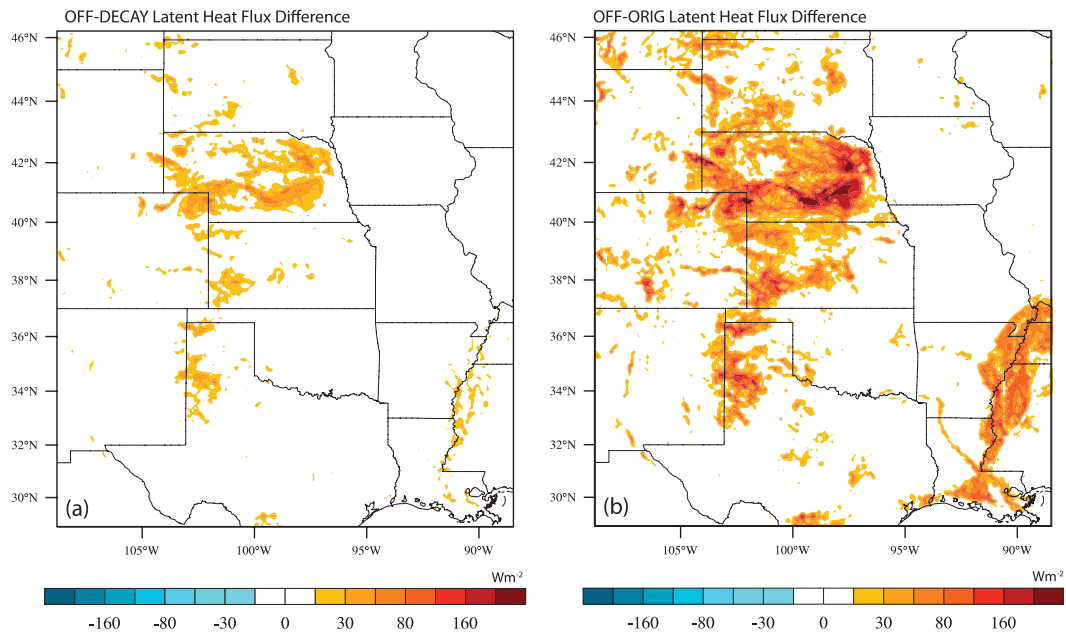 OFF-DECAY Latent Heat Flux Difference
46°N
44°N
42°N
40°N
38°N
36°N
34°N
32°N
30°N
(a)
105°W 100°W 95°W 90°W
Wm-2
-160 -80 -30 0 30 80 160
OFF-ORIG Latent Heat Flux Difference
46°N
44°N
42°N
40°N
38°N
36°N
34°N
32°N
30°N
(b)
105°W 100°W 95°W 90°W
Wm-2
-160 -80 -30 0 30 80 160